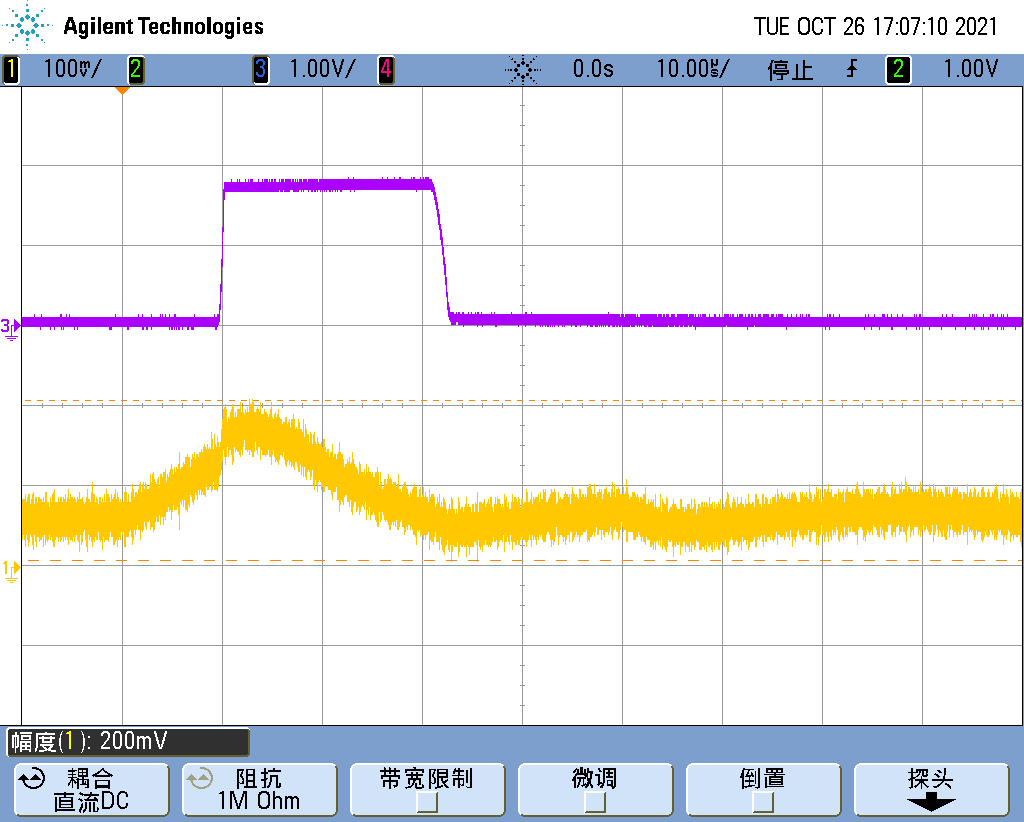 Agilent Technologies TUE OCT 26 17:07:10 2021
1 100mV/ 2 3 1.00V/ 4 0.0s 10.00µs/ 停止 2 1.00V
3
1
幅度(1): 200mV
耦合 阻抗 带宽限制 微调 倒置 探头
直流DC 1M Ohm